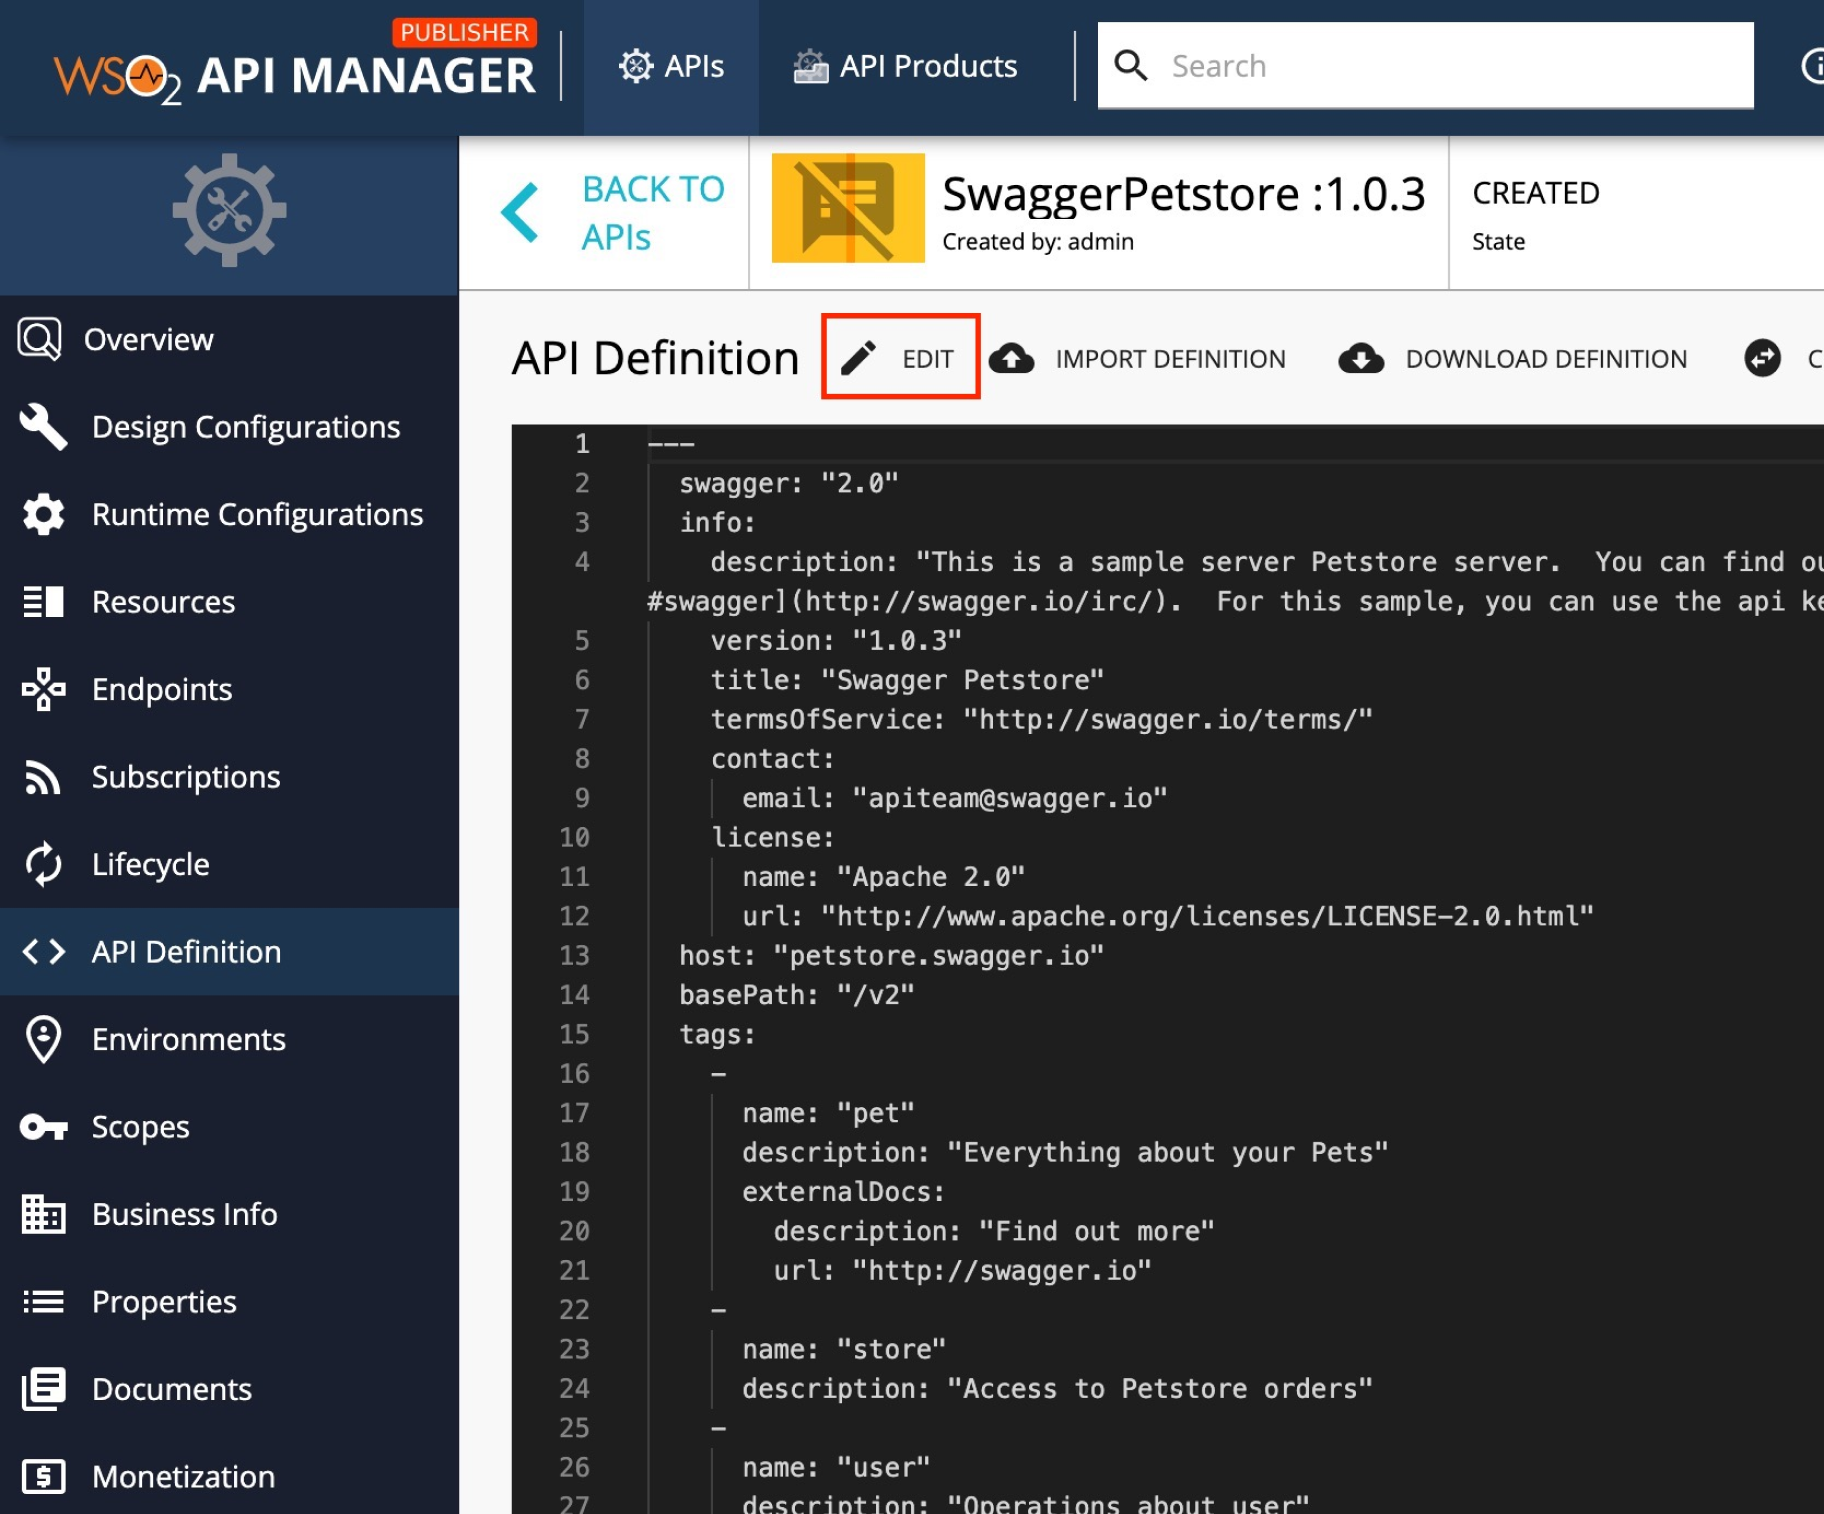 PUBLISHER
WSO2 API MANAGER
APIs
API Products
Search
BACK TO
APIs
SwaggerPetstore :1.0.3
Created by: admin
CREATED
State
Overview
Design Configurations
Runtime Configurations
Resources
Endpoints
Subscriptions
Lifecycle
API Definition
Environments
Scopes
Business Info
Properties
Documents
Monetization
API Definition
EDIT
IMPORT DEFINITION
DOWNLOAD DEFINITION
1 ---
2 swagger: "2.0"
3 info:
4 description: "This is a sample server Petstore server.  You can find
#swagger](http://swagger.io/irc/).  For this sample, you can use the api
5 version: "1.0.3"
6 title: "Swagger Petstore"
7 termsOfService: "http://swagger.io/terms/"
8 contact:
9 email: "apiteam@swagger.io"
10 license:
11 name: "Apache 2.0"
12 url: "http://www.apache.org/licenses/LICENSE-2.0.html"
13 host: "petstore.swagger.io"
14 basePath: "/v2"
15 tags:
16 -
17 name: "pet"
18 description: "Everything about your Pets"
19 externalDocs:
20 description: "Find out more"
21 url: "http://swagger.io"
22 -
23 name: "store"
24 description: "Access to Petstore orders"
25 -
26 name: "user"
27 description: "Operations about user"